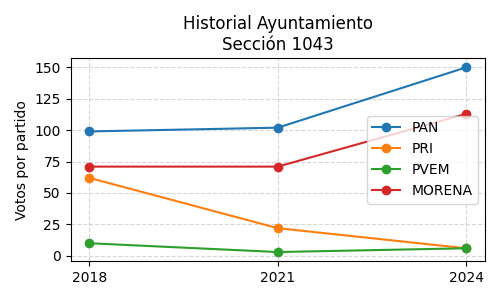 Historial Ayuntamiento
Sección 1043
Votos por partido
150
125
100
75
50
25
0
2018
2021
2024
PAN
PRI
PVEM
MORENA